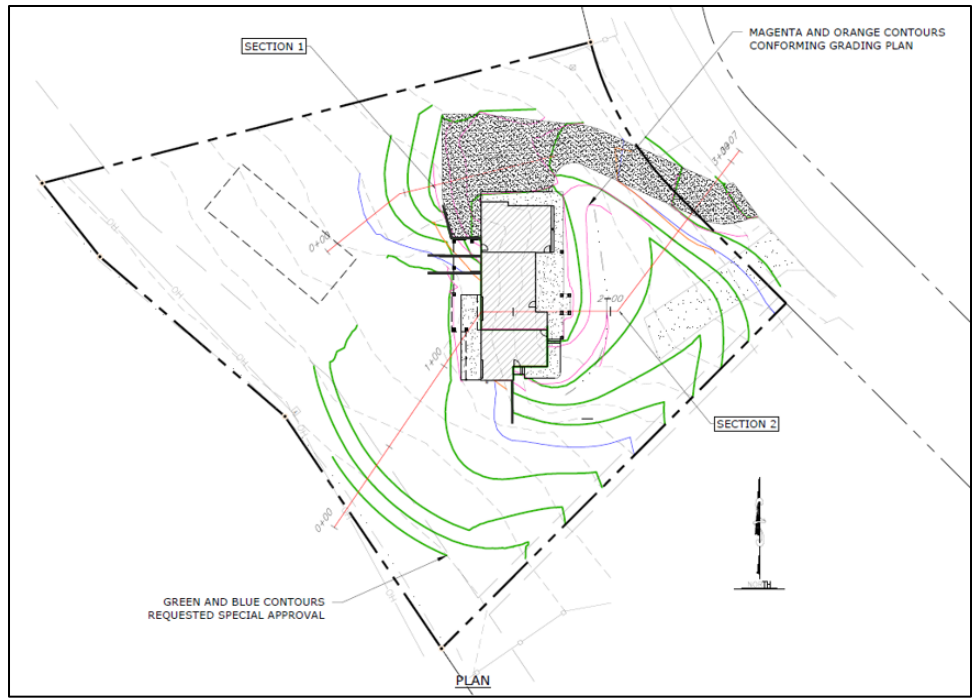 SECTION 1
MAGENTA AND ORANGE CONTOURS
CONFORMING GRADING PLAN
0+00
1+00
2+00
0+00
SECTION 2
GREEN AND BLUE CONTOURS
REQUESTED SPECIAL APPROVAL
PLAN